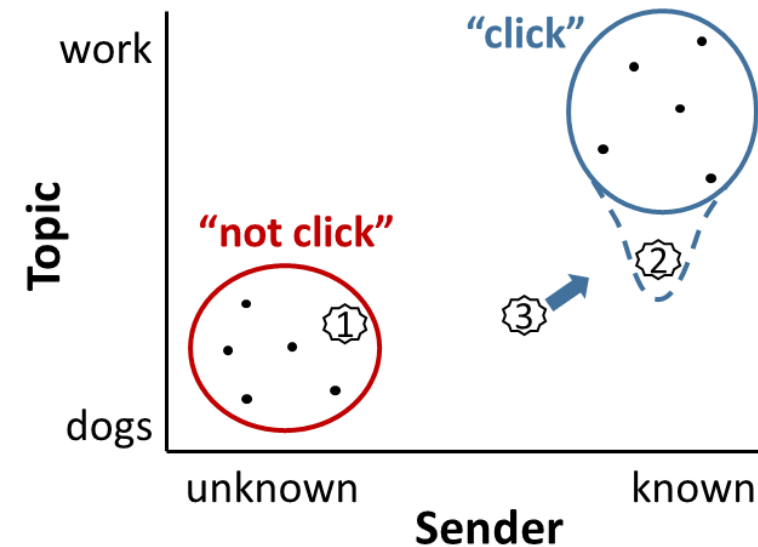 “click”
work
“not click”
Topic
2
3
1
dogs
unknown
known
Sender